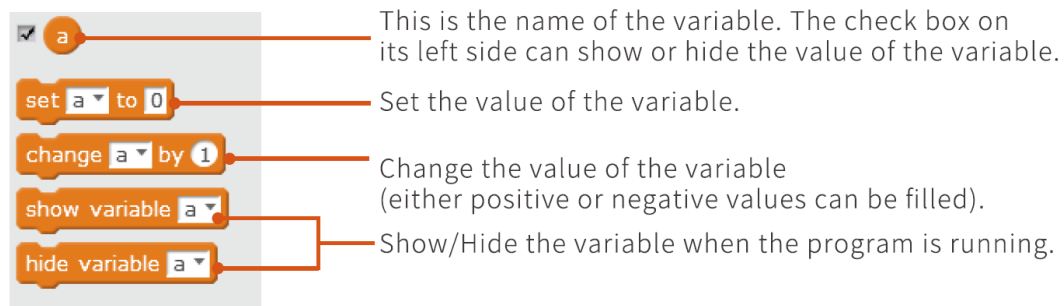 a
This is the name of the variable. The check box on
its left side can show or hide the value of the variable.
set a to 0
Set the value of the variable.
change a by 1
Change the value of the variable
(either positive or negative values can be filled).
show variable a
hide variable a
Show/Hide the variable when the program is running.